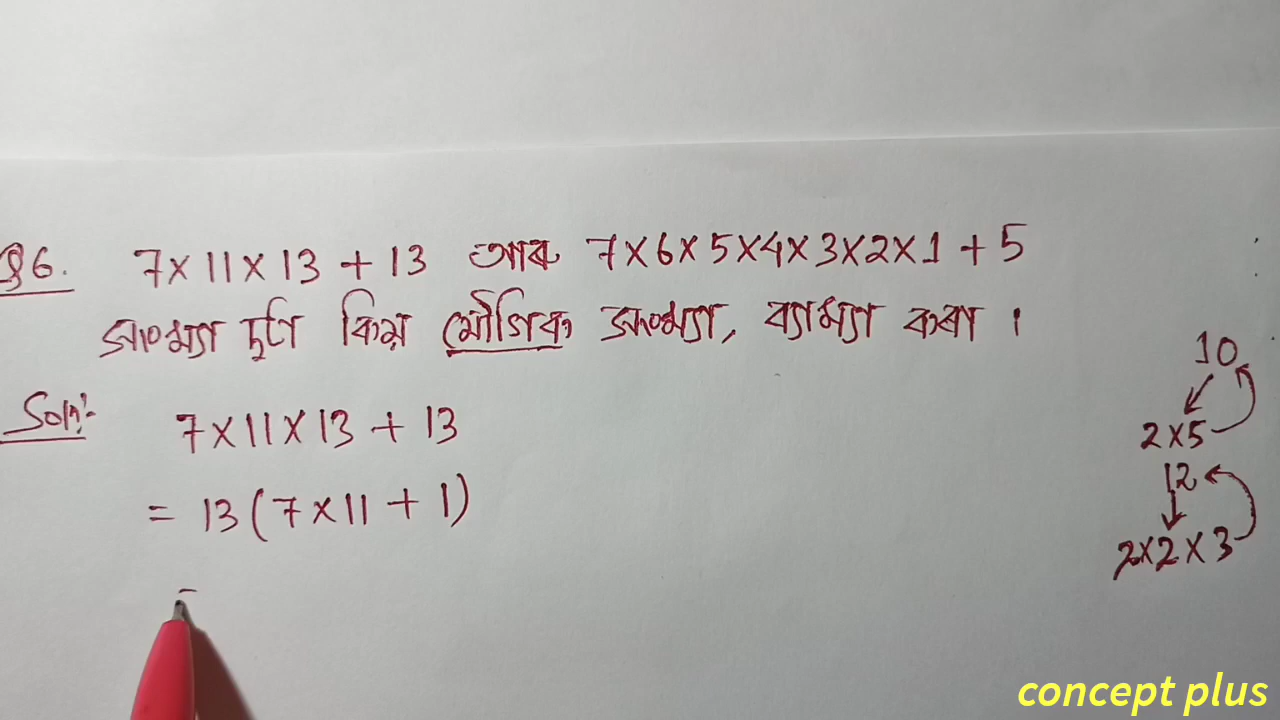 Q6. 7×11×13 + 13 আৰু 7×6×5×4×3×2×1 + 5
সংখ্যা দুটা কিয় যৌগিক সংখ্যা, ব্যাখ্যা কৰা ।
Soln:- 7×11×13 + 13
= 13(7×11 + 1)
10
2×5
12
2×2×3
concept plus